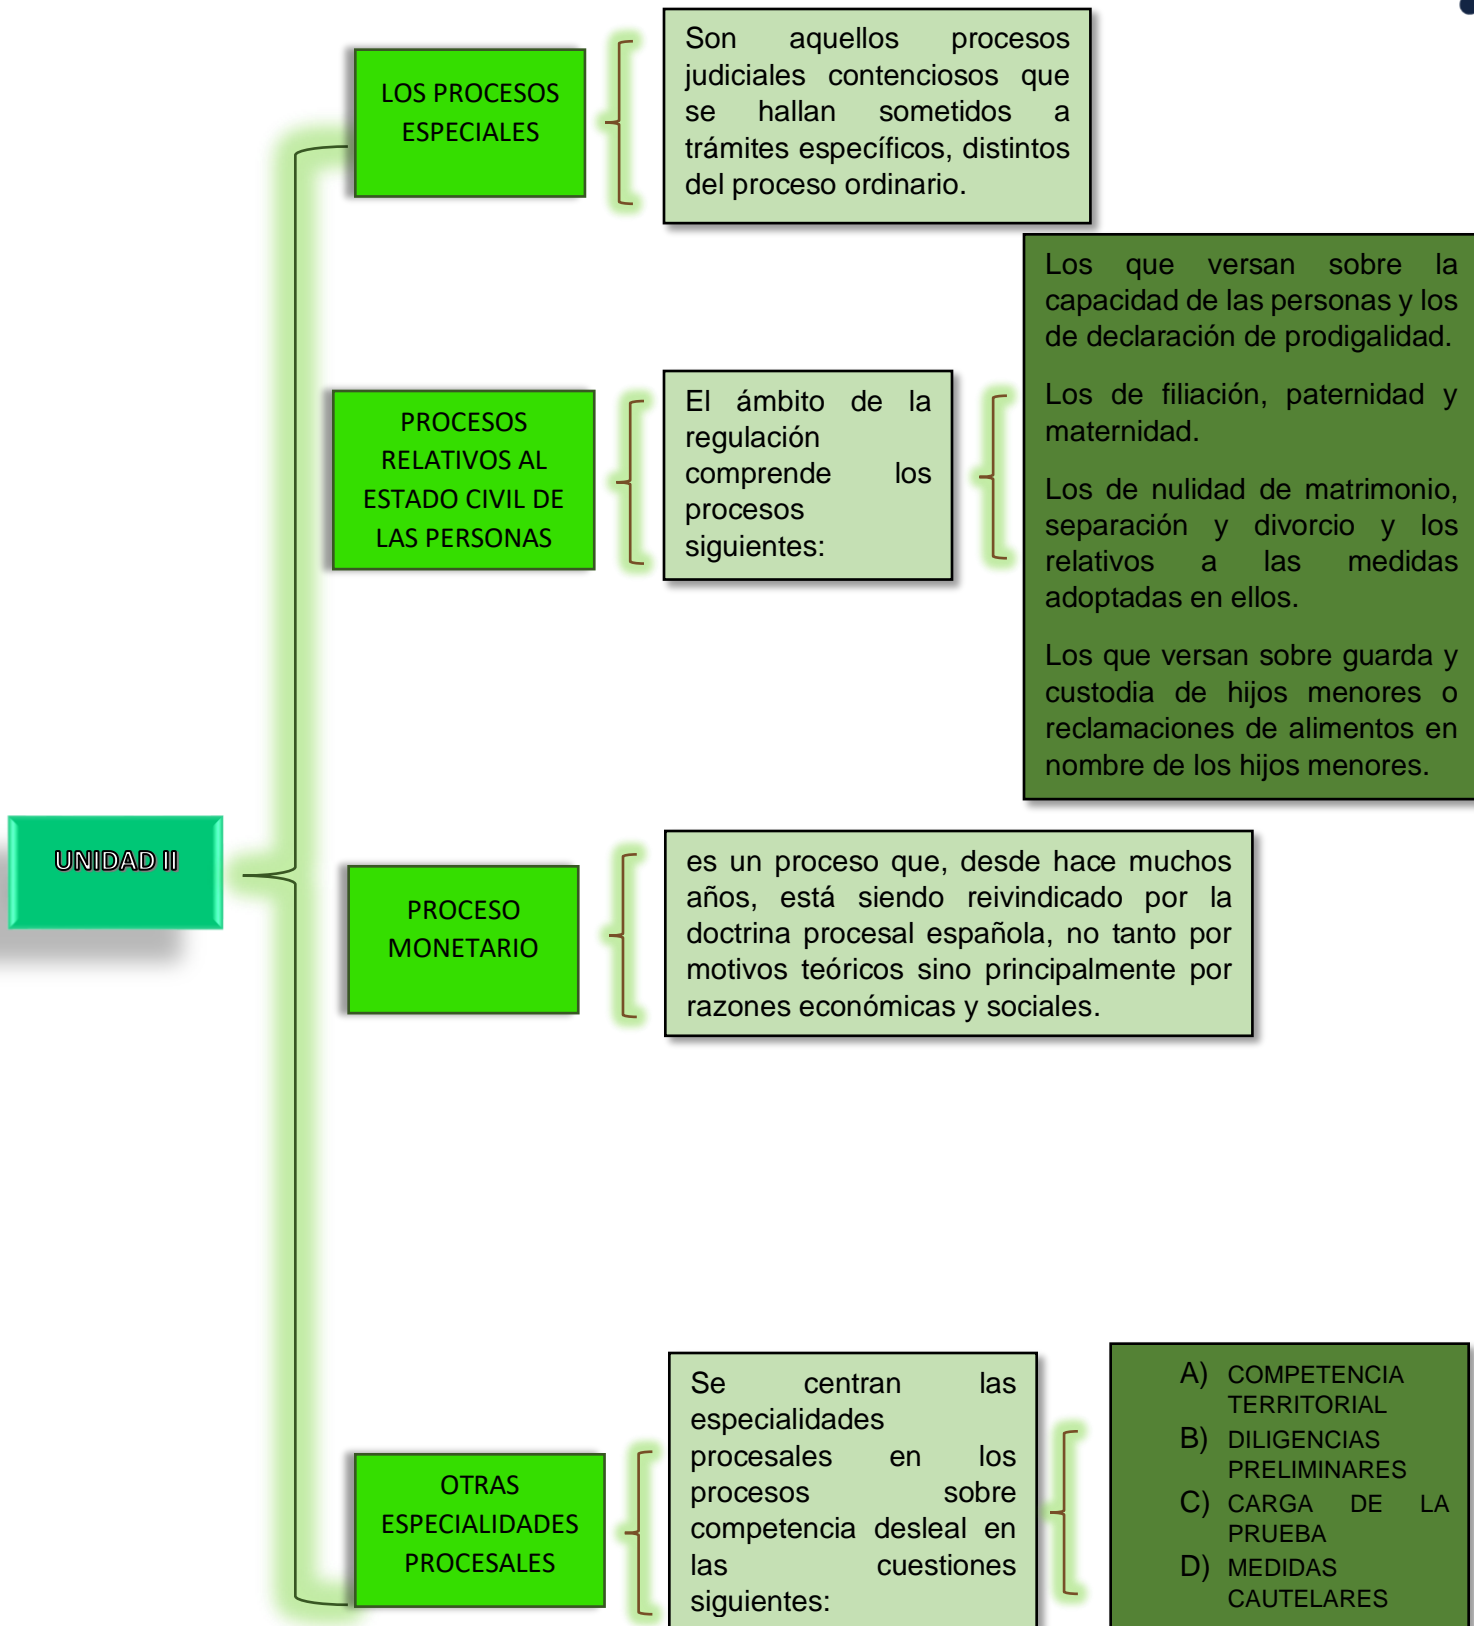 LOS PROCESOS
ESPECIALES
Son aquellos procesos
judiciales contenciosos que
se hallan sometidos a
trámites específicos, distintos
del proceso ordinario.
PROCESOS
RELATIVOS AL
ESTADO CIVIL DE
LAS PERSONAS
El ámbito de la
regulación
comprende los
procesos
siguientes:
Los que versan sobre la
capacidad de las personas y los
de declaración de prodigalidad.
Los de filiación, paternidad y
maternidad.
Los de nulidad de matrimonio,
separación y divorcio y los
relativos a las medidas
adoptadas en ellos.
Los que versan sobre guarda y
custodia de hijos menores o
reclamaciones de alimentos en
nombre de los hijos menores.
UNIDAD II
PROCESO
MONETARIO
es un proceso que, desde hace muchos
años, está siendo reivindicado por la
doctrina procesal española, no tanto por
motivos teóricos sino principalmente por
razones económicas y sociales.
OTRAS
ESPECIALIDADES
PROCESALES
Se centran las
especialidades
procesales en los
procesos sobre
competencia desleal en
las cuestiones
siguientes:
A) COMPETENCIA
TERRITORIAL
B) DILIGENCIAS
PRELIMINARES
C) CARGA DE LA
PRUEBA
D) MEDIDAS
CAUTELARES